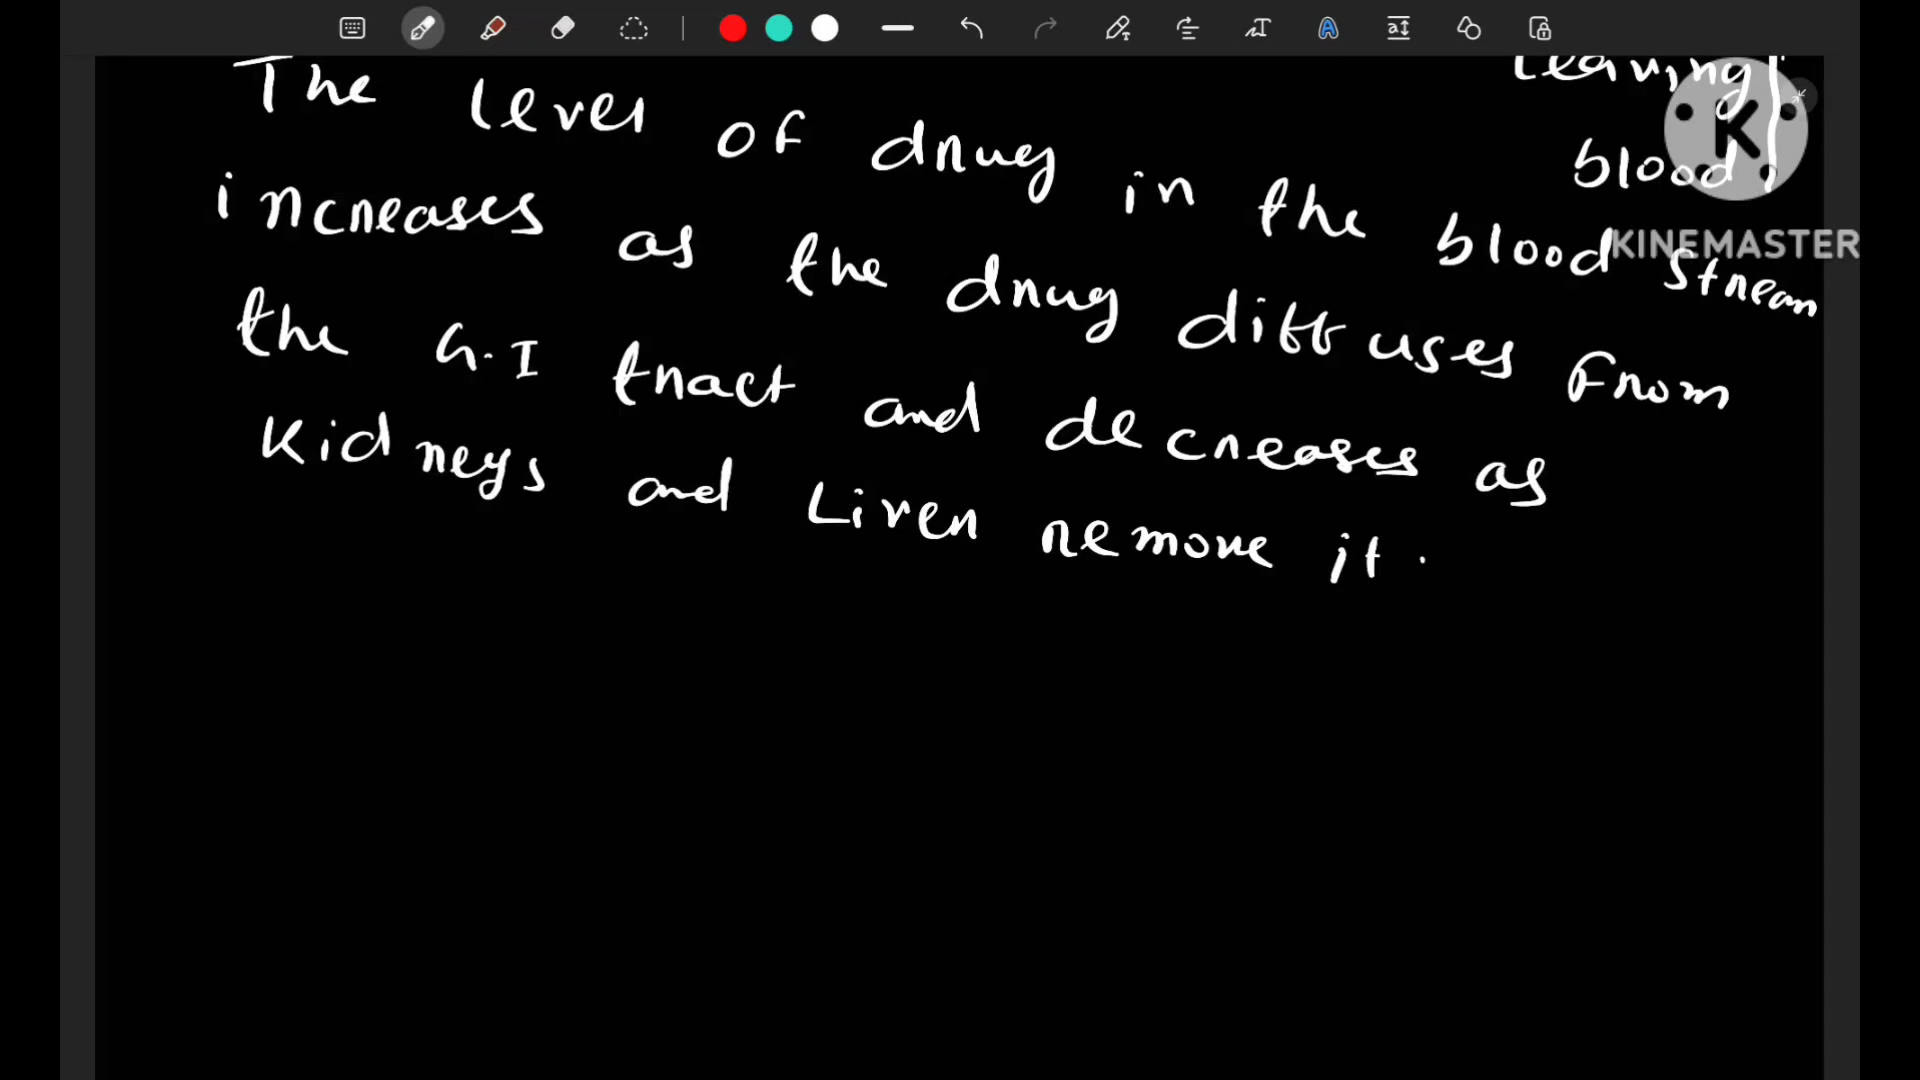 leaving
blood
The level of drug in the blood stream
increases as the drug diffuses from
the G.I tract and decreases as
kidneys and Liver remove it.
K
KINEMASTER